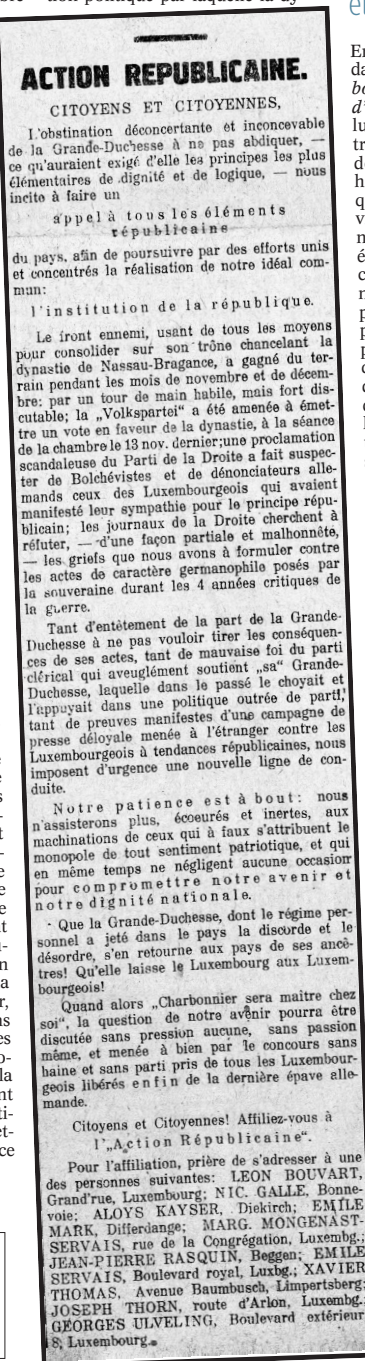 ACTION REPUBLICAINE.
CITOYENS ET CITOYENNES,
L'obstination déconcertante et inconcevable
de la Grande-Duchesse à ne pas abdiquer, —
ce qu'auraient exigé d'elle les principes les plus
élémentaires de dignité et de logique, — nous
incite à faire un
appel à tous les éléments
républicains
du pays, afin de poursuivre par des efforts unis
et concentrés la réalisation de notre idéal com-
mun:
l'institution de la république.
Le front ennemi, usant de tous les moyens
pour consolider sur son trône chancelant la
dynastie de Nassau-Bragance, a gagné du ter-
rain pendant les mois de novembre et de décem-
bre: par un tour de main habile, mais fort dis-
cutable; la „Volkspartei" a été amenée à émet-
tre un vote en faveur de la dynastie, à la séance
de la chambre le 13 nov. dernier; une proclamation
scandaleuse du Parti de la Droite a fait suspec-
ter de Bolchévistes et de dénonciateurs alle-
mands ceux des Luxembourgeois qui avaient
manifesté leur sympathie pour le principe répu-
blicain; les journaux de la Droite cherchent à
réfuter, — d'une façon partiale et malhonnête,
— les griefs que nous avons à formuler contre
les actes de caractère germanophile posés par
la souveraine durant les 4 années critiques de
la guerre.
Tant d'entêtement de la part de la Grande-
Duchesse à ne pas vouloir tirer les conséquen-
ces de ses actes, tant de mauvaise foi du parti
clérical qui aveuglément soutient „sa" Grande-
Duchesse, laquelle dans le passé le choyait et
l'appuyait dans une politique outrée de parti,
tant de preuves manifestes d'une campagne de
presse déloyale menée à l'étranger contre les
Luxembourgeois à tendances républicaines, nous
imposent d'urgence une nouvelle ligne de con-
duite.
Notre patience est à bout: nous
n'assisterons plus, écœurés et inertes, aux
machinations de ceux qui à faux s'attribuent le
monopole de tout sentiment patriotique, et qui
en même temps ne négligent aucune occasion
pour compromettre notre avenir et
notre dignité nationale.
Que la Grande-Duchesse, dont le régime per-
sonnel a jeté dans le pays la discorde et le
désordre, s'en retourne aux pays de ses ancê-
tres! Qu'elle laisse le Luxembourg aux Luxem-
bourgeois!
Quand alors „Charbonnier sera maître chez
soi", la question de notre avenir pourra être
discutée sans pression aucune, sans passion
même, et menée à bien par le concours sans
haine et sans parti pris de tous les Luxembour-
geois libérés enfin de la dernière épave alle-
mande.
Citoyens et Citoyennes! Affiliez-vous à
l'„Action Républicaine".
Pour l'affiliation, prière de s'adresser à une
des personnes suivantes: LEON BOUVART,
Grand'rue, Luxembourg; NIC. GALLE, Bonne-
voie; ALOYS KAYSER, Diekirch; EMILE
MARK, Differdange; MARG. MONGENAST-
SERVAIS, rue de la Congrégation, Luxembg.;
JEAN-PIERRE RASQUIN, Beggen; EMILE
SERVAIS, Boulevard royal, Luxbg.; XAVIER
THOMAS, Avenue Baumbusch, Limpertsberg;
JOSEPH THORN, route d'Arlon, Luxembg.;
GEORGES ULVELING, Boulevard extérieur
8, Luxembourg.